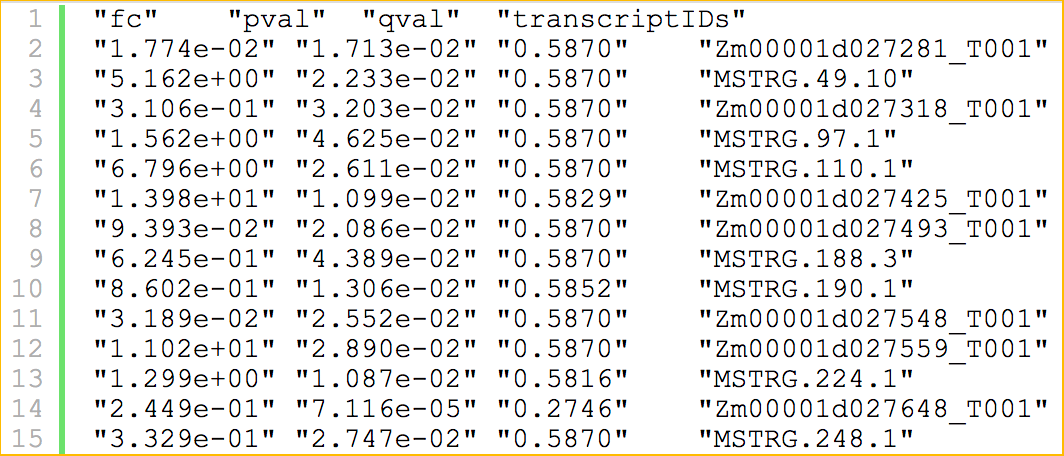 1 "fc" "pval" "qval" "transcriptIDs"
2 "1.774e-02" "1.713e-02" "0.5870" "Zm00001d027281_T001"
3 "5.162e+00" "2.233e-02" "0.5870" "MSTRG.49.10"
4 "3.106e-01" "3.203e-02" "0.5870" "Zm00001d027318_T001"
5 "1.562e+00" "4.625e-02" "0.5870" "MSTRG.97.1"
6 "6.796e+00" "2.611e-02" "0.5870" "MSTRG.110.1"
7 "1.398e+01" "1.099e-02" "0.5829" "Zm00001d027425_T001"
8 "9.393e-02" "2.086e-02" "0.5870" "Zm00001d027493_T001"
9 "6.245e-01" "4.389e-02" "0.5870" "MSTRG.188.3"
10 "8.602e-01" "1.306e-02" "0.5852" "MSTRG.190.1"
11 "3.189e-02" "2.552e-02" "0.5870" "Zm00001d027548_T001"
12 "1.102e+01" "2.890e-02" "0.5870" "Zm00001d027559_T001"
13 "1.299e+00" "1.087e-02" "0.5816" "MSTRG.224.1"
14 "2.449e-01" "7.116e-05" "0.2746" "Zm00001d027648_T001"
15 "3.329e-01" "2.747e-02" "0.5870" "MSTRG.248.1"